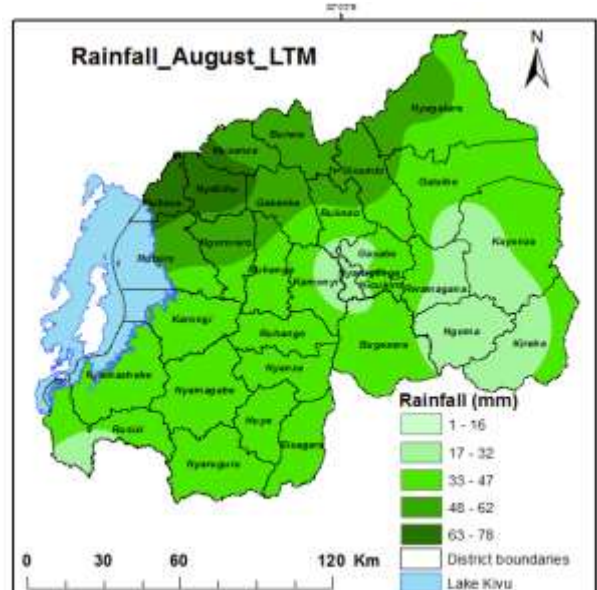 Rainfall_August_LTM
N
Nyagatare
Burera
Musanze
Gicumbi
Nyabihu
Gakenke
Gatsibo
Rubavu
Rulindo
Ngororero
Kayonza
Rutsiro
Gasabo
Muhanga
Kamonyi
Kicukiro
Rwamagana
Karongi
Ngoma
Ruhango
Bugesera
Kirehe
Nyanza
Nyamasheke
Nyamagabe
Huye
Rusizi
Gisagara
Nyaruguru
Rainfall (mm)
1 - 16
17 - 32
33 - 47
48 - 62
63 - 78
District boundaries
Lake Kivu
0 30 60 120 Km